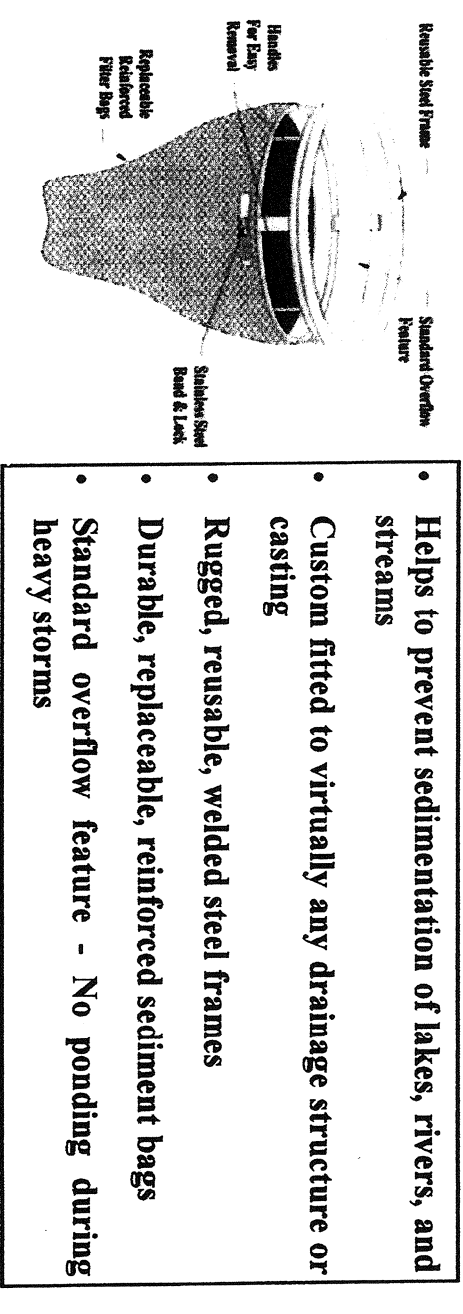 Reusable Steel Frame
Standard Overflow
Feature
Handles
For Easy
Removal
Replaceable
Reinforced
Filter Bags
Stainless Steel
Band & Lock
• Helps to prevent sedimentation of lakes, rivers, and
streams
• Custom fitted to virtually any drainage structure or
casting
• Rugged, reusable, welded steel frames
• Durable, replaceable, reinforced sediment bags
• Standard overflow feature - No ponding during
heavy storms